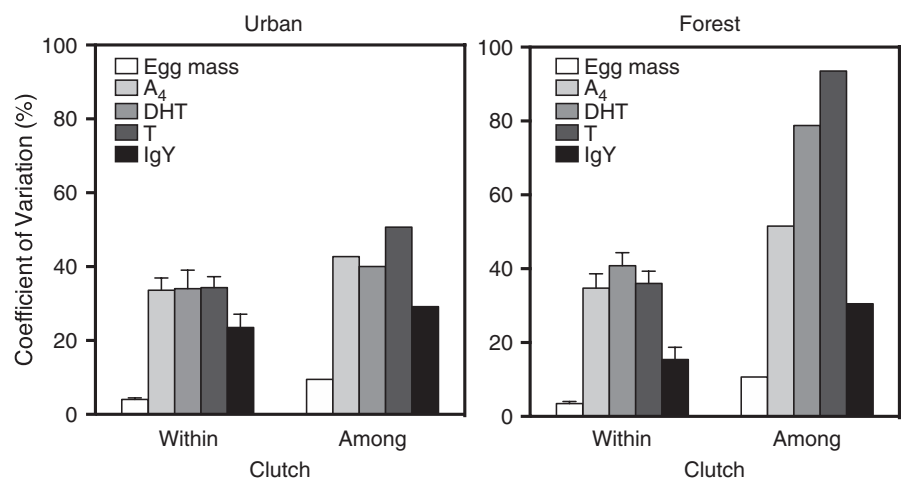 Urban
Coefficient of Variation (%)
100
80
60
40
20
0
Egg mass
A₄
DHT
T
IgY
Within
Among
Clutch
Forest
100
80
60
40
20
0
Egg mass
A₄
DHT
T
IgY
Within
Among
Clutch